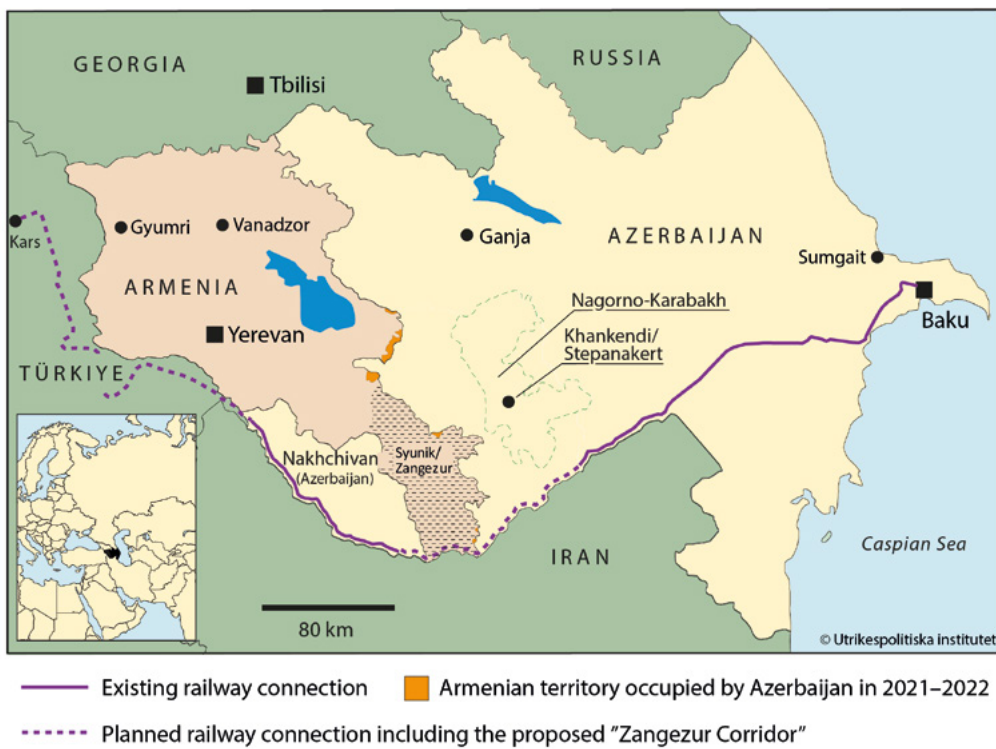 GEORGIA
RUSSIA
Tbilisi
Kars
Gyumri
Vanadzor
Ganja
AZERBAIJAN
Sumgait
ARMENIA
Nagorno-Karabakh
Baku
Yerevan
Khankendi/
Stepanakert
TÜRKIYE
Nakhchivan
(Azerbaijan)
Syunik/
Zangezur
IRAN
Caspian Sea
80 km
© Utrikespolitiska institutet
Existing railway connection
Armenian territory occupied by Azerbaijan in 2021–2022
Planned railway connection including the proposed ”Zangezur Corridor”